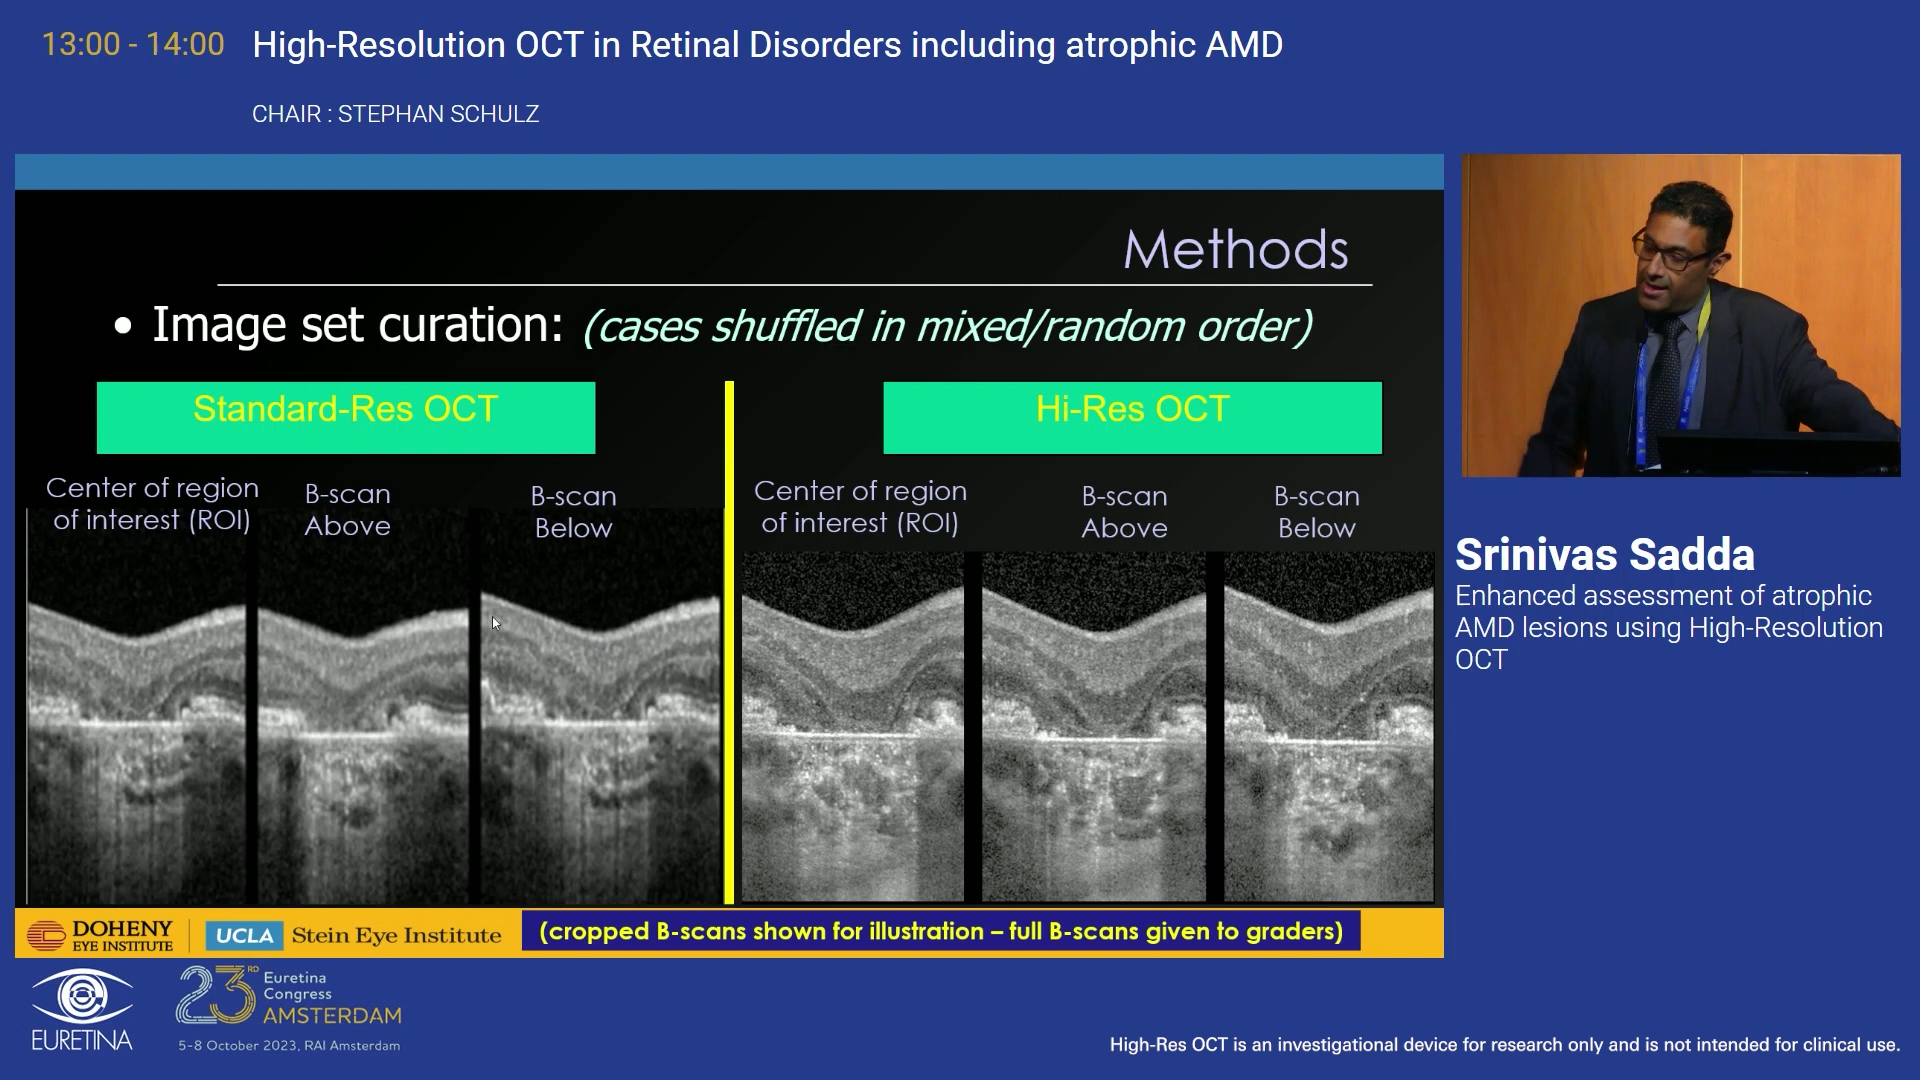 13:00 - 14:00 High-Resolution OCT in Retinal Disorders including atrophic AMD
CHAIR : STEPHAN SCHULZ
Methods
• Image set curation: (cases shuffled in mixed/random order)
Standard-Res OCT
Hi-Res OCT
Center of region
of interest (ROI)
B-scan
Above
B-scan
Below
Center of region
of interest (ROI)
B-scan
Above
B-scan
Below
Srinivas Sadda
Enhanced assessment of atrophic
AMD lesions using High-Resolution
OCT
DOHENY
EYE INSTITUTE
UCLA Stein Eye Institute
(cropped B-scans shown for illustration – full B-scans given to graders)
EURETINA
23RD
Euretina
Congress
AMSTERDAM
5-8 October 2023, RAI Amsterdam
High-Res OCT is an investigational device for research only and is not intended for clinical use.